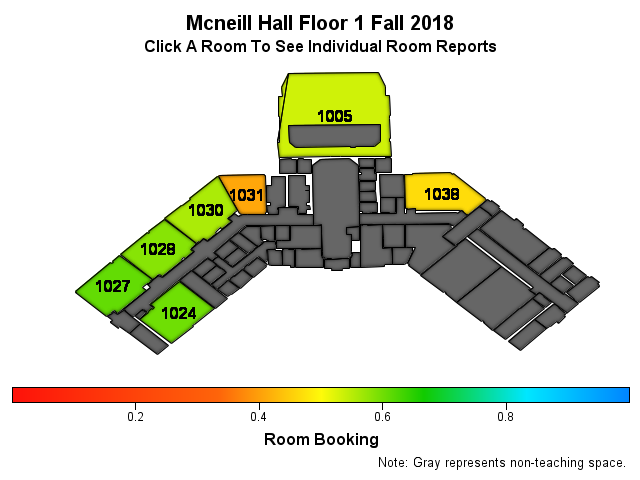 Mcneill Hall Floor 1 Fall 2018
Click A Room To See Individual Room Reports
1005
1031
1038
1030
1028
1027
1024
0.2 0.4 0.6 0.8
Room Booking
Note: Gray represents non-teaching space.